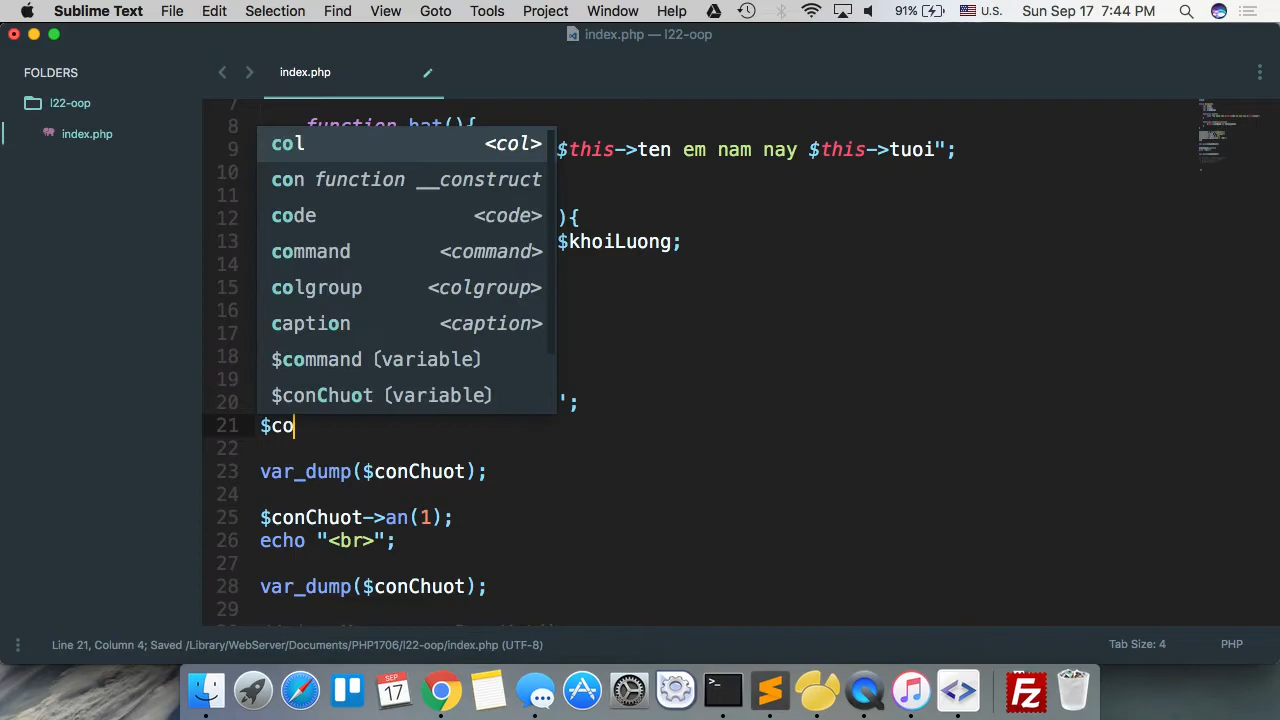 Sublime Text File Edit Selection Find View Goto Tools Project Window Help 91% U.S. Sun Sep 17 7:44 PM
index.php — l22-oop
FOLDERS
l22-oop
index.php
index.php
7
8 function hat(){
9 $this->ten em nam nay $this->tuoi";
10
11
12 ){
13 $khoiLuong;
14
15
16
17
18
19
20 ';
21 $co
22
23 var_dump($conChuot);
24
25 $conChuot->an(1);
26 echo "<br>";
27
28 var_dump($conChuot);
29
col <col>
con function __construct
code <code>
command <command>
colgroup <colgroup>
caption <caption>
$command (variable)
$conChuot (variable)
Line 21, Column 4; Saved /Library/WebServer/Documents/PHP1706/l22-oop/index.php (UTF-8) Tab Size: 4 PHP
SEP
17